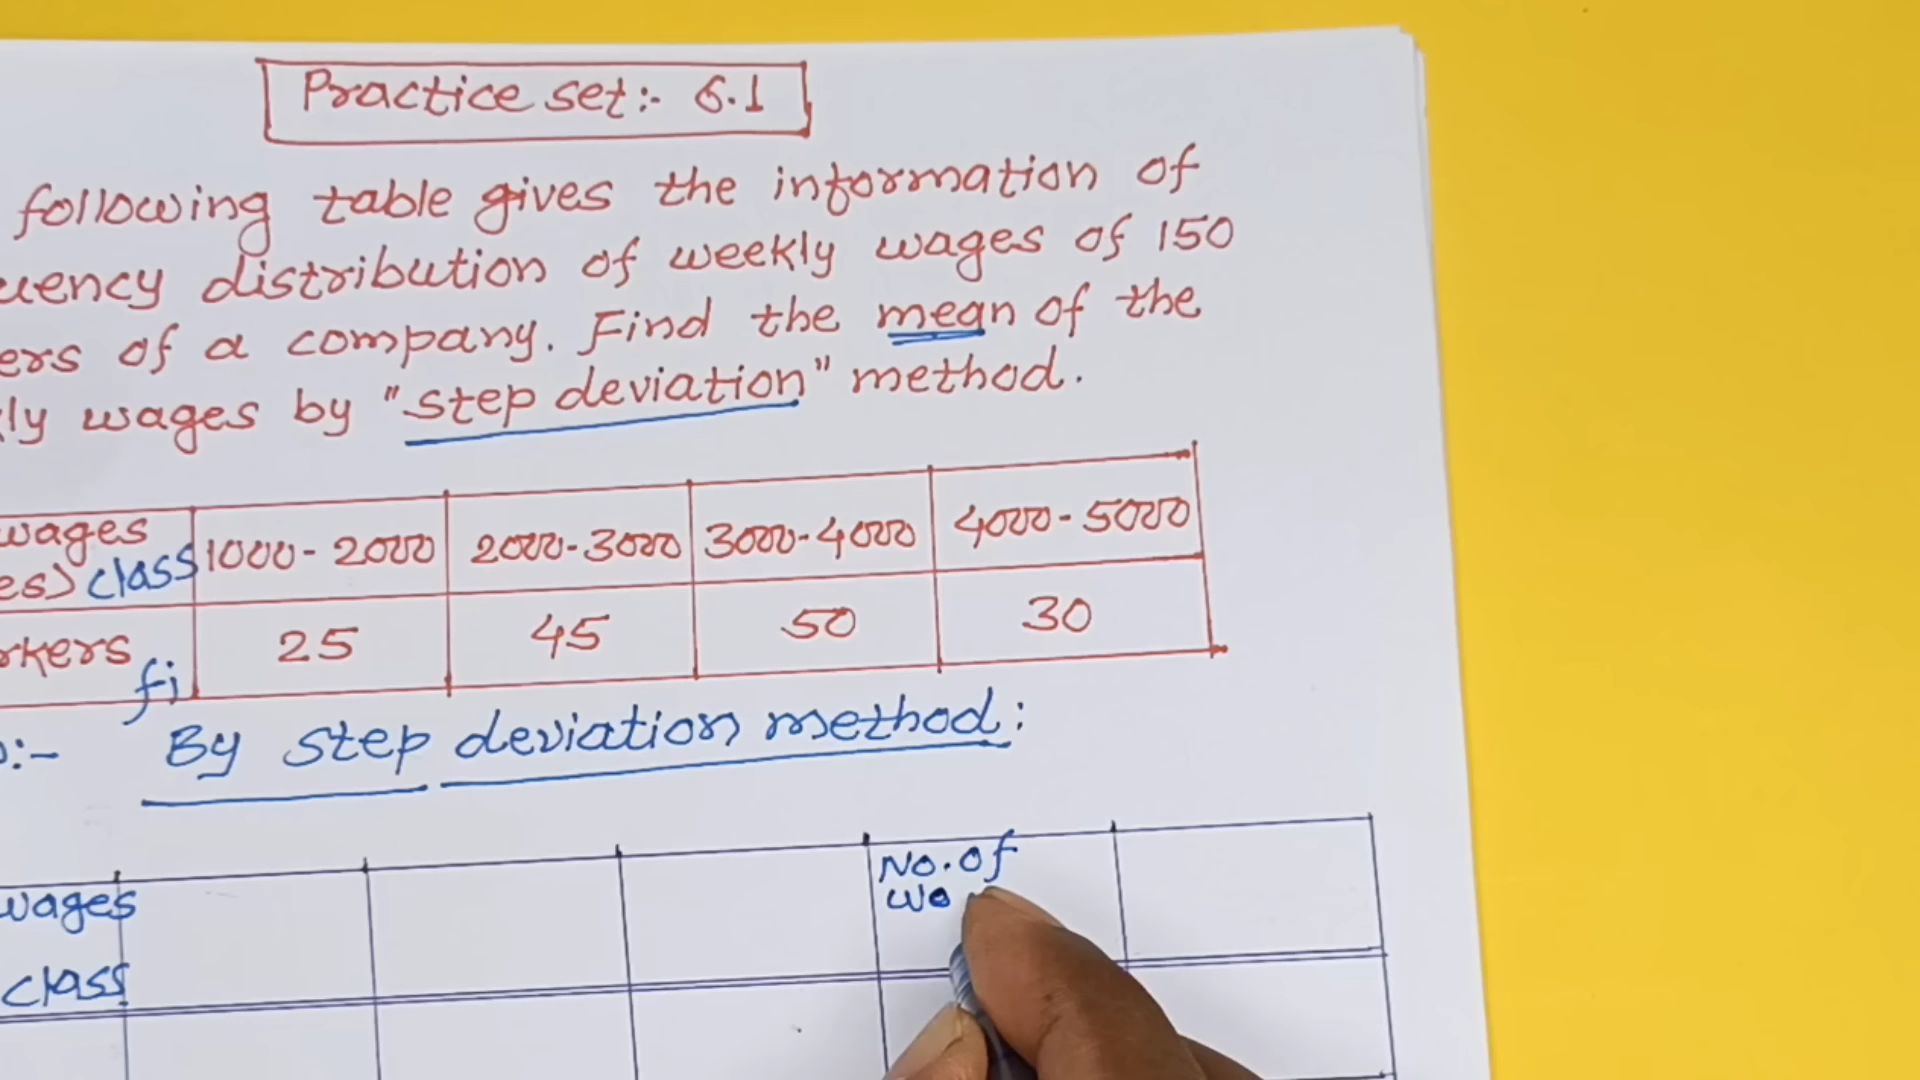 Practice set:- 6.1
following table gives the information of
uency distribution of weekly wages of 150
ers of a company. Find the mean of the
ly wages by "step deviation" method.
wages
es) class
1000-2000 2000-3000 3000-4000 4000-5000
rkers fi 25 45 50 30
:- By step deviation method:
wages
class
No. of
wo